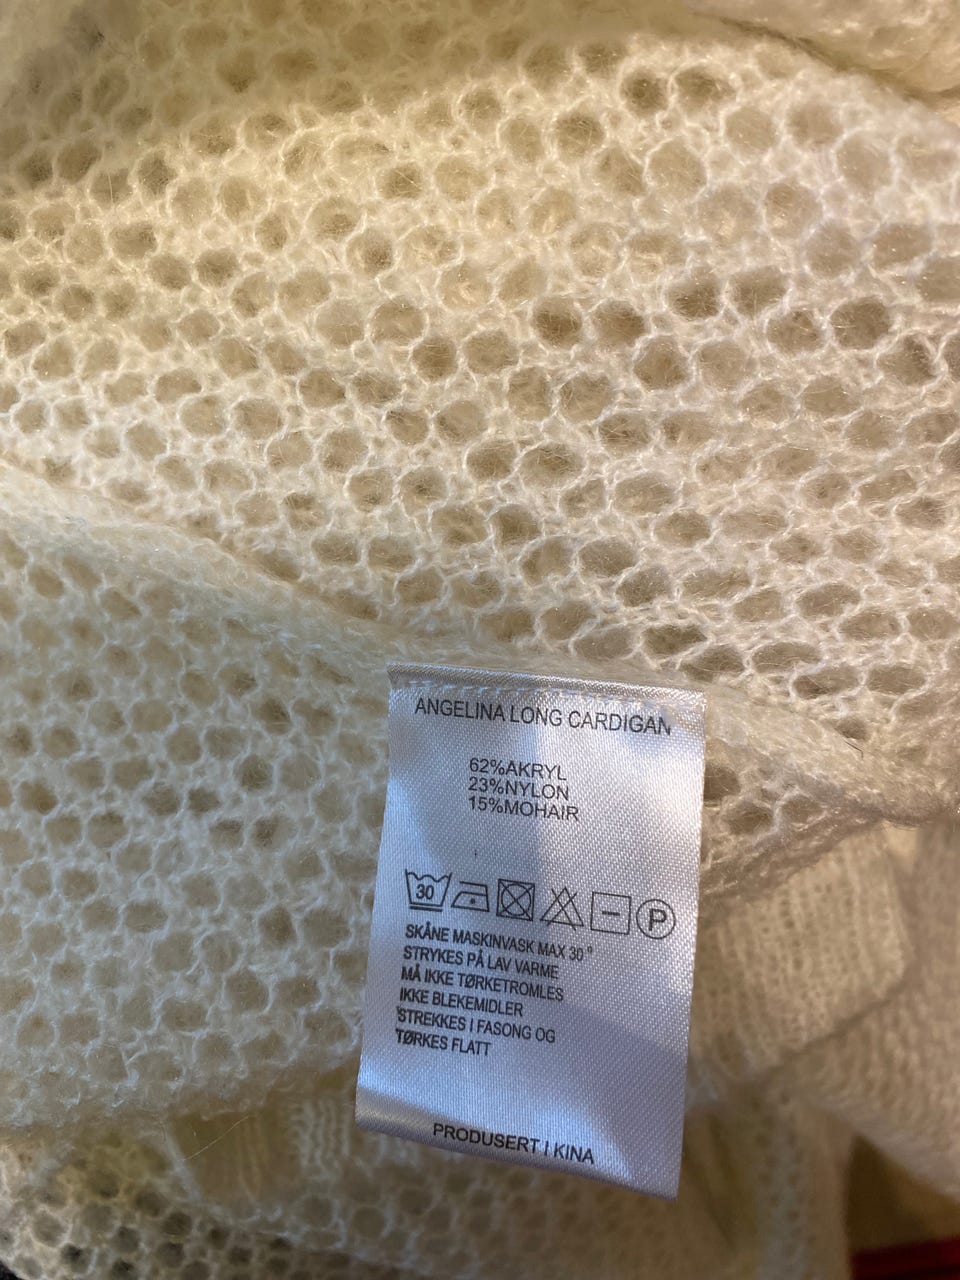 ANGELINA LONG CARDIGAN
62%AKRYL
23%NYLON
15%MOHAIR
30 P
SKÅNE MASKINVASK MAX 30°
STRYKES PÅ LAV VARME
MÅ IKKE TØRKETROMLES
IKKE BLEKEMIDLER
STREKKES I FASONG OG
TØRKES FLATT
PRODUSERT I KINA